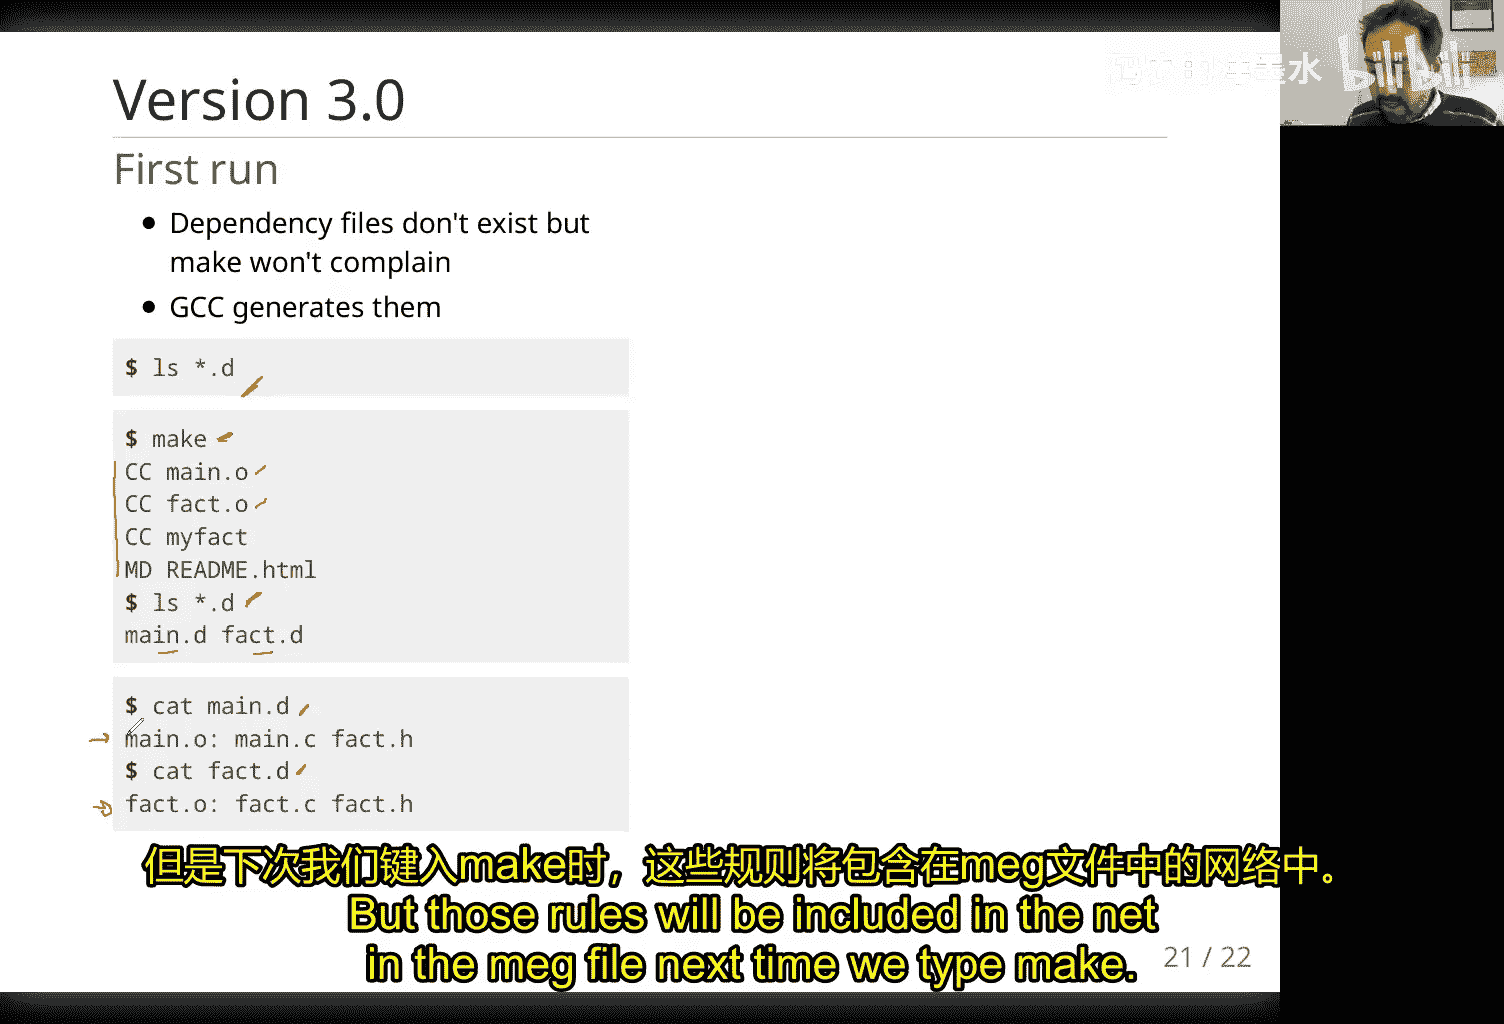 Version 3.0
First run
• Dependency files don't exist but
make won't complain
• GCC generates them
$ ls *.d
$ make
CC main.o
CC fact.o
CC myfact
MD README.html
$ ls *.d
main.d fact.d
$ cat main.d
main.o: main.c fact.h
$ cat fact.d
fact.o: fact.c fact.h
但是下次我们键入make时，这些规则将包含在meg文件中的网络中。
But those rules will be included in the net
in the meg file next time we type make.
21 / 22
bilibili